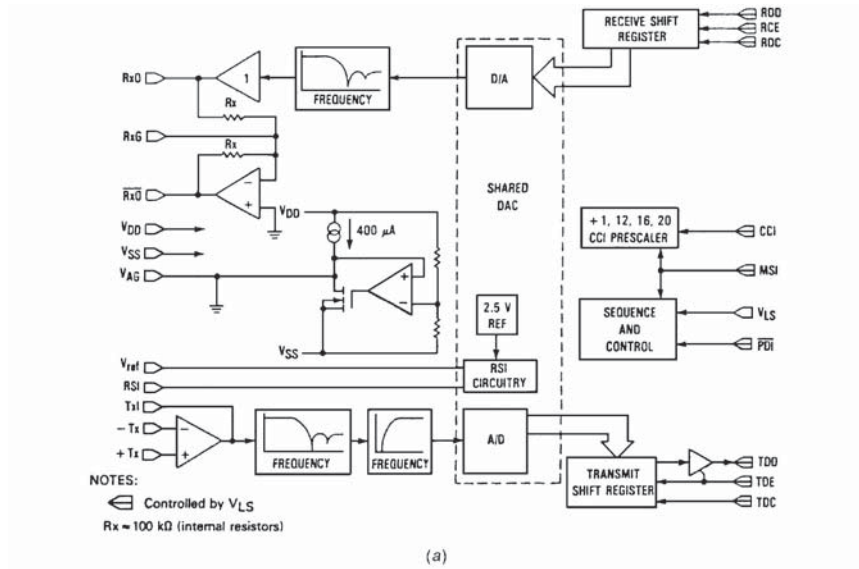 RECEIVE SHIFT
REGISTER
RDD
RCE
RDC
RxO
1
FREQUENCY
D/A
Rx
RxG
Rx
RxO
−
+
VDD
400 μA
SHARED
DAC
VDD
VSS
VAG
+
−
+ 1, 12, 16, 20
CCI PRESCALER
CCI
MSI
2.5 V
REF
SEQUENCE
AND
CONTROL
VLS
PDI
VSS
Vref
RSI
RSI
CIRCUITRY
TxI
− Tx
+ Tx
−
+
FREQUENCY
FREQUENCY
A/D
TRANSMIT
SHIFT REGISTER
TDD
TDE
TDC
NOTES:
Controlled by VLS
Rx ≈ 100 kΩ (internal resistors)
(a)